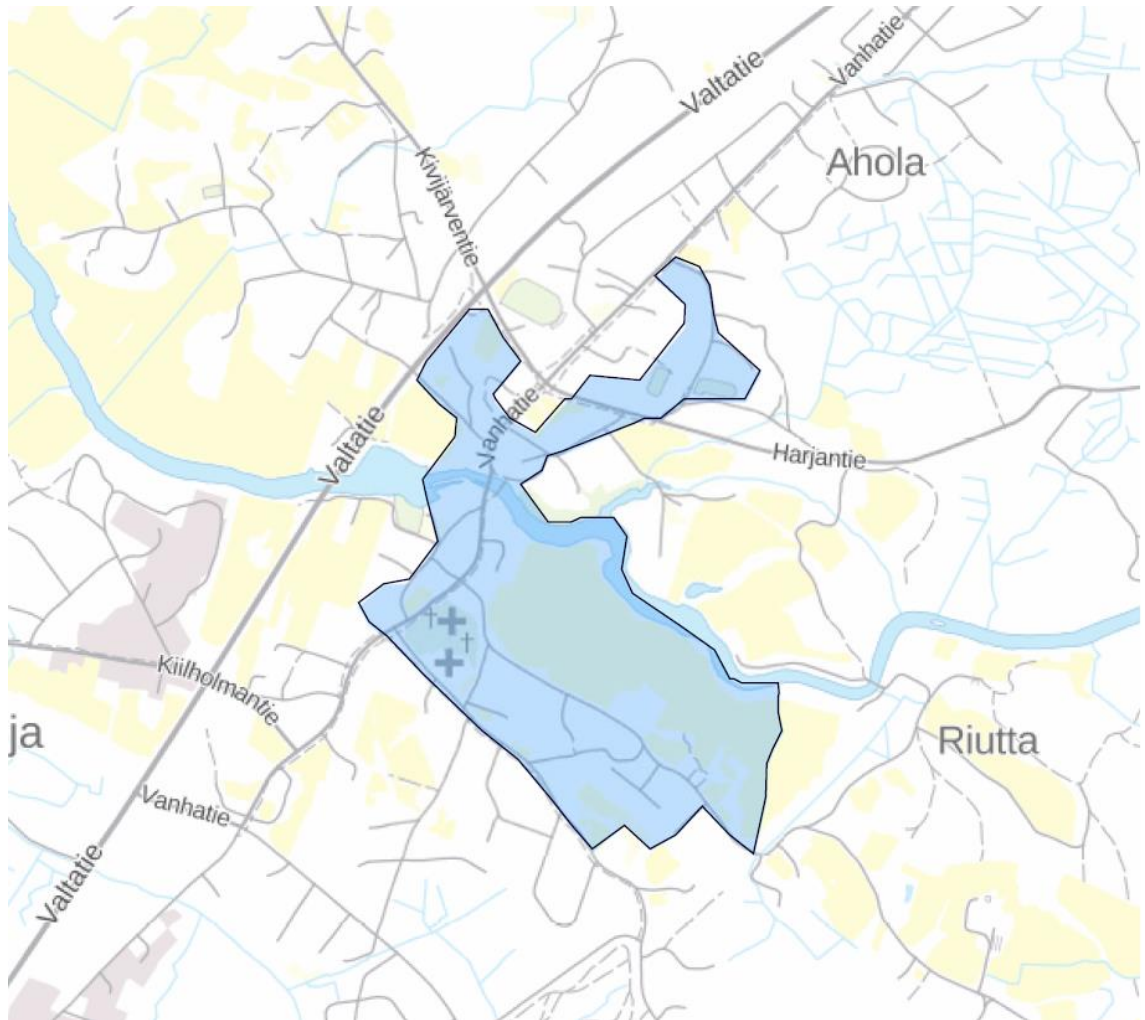 Valtatie
Vanhatie
Ahola
Kivijärventie
Vanhatie
Valtatie
Harjantie
Kiilholmantie
ja
Riutta
Vanhatie
Valtatie